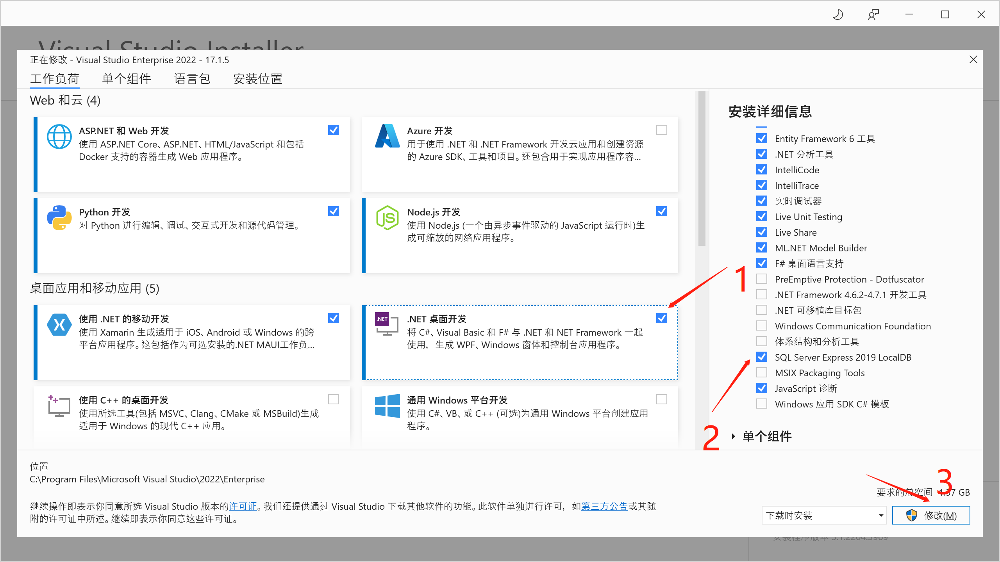 Visual Studio Installer
正在修改 - Visual Studio Enterprise 2022 - 17.1.5
工作负荷 单个组件 语言包 安装位置
Web 和云 (4)
ASP.NET 和 Web 开发
使用 ASP.NET Core、ASP.NET、HTML/JavaScript 和包括
Docker 支持的容器生成 Web 应用程序。
Azure 开发
用于使用 .NET 和 .NET Framework 开发云应用和创建资源
的 Azure SDK、工具和项目。还包含用于实现应用程序容...
Python 开发
对 Python 进行编辑、调试、交互式开发和源代码管理。
Node.js 开发
使用 Node.js (一个由异步事件驱动的 JavaScript 运行时)生
成可缩放的网络应用程序。
JS
桌面应用和移动应用 (5)
使用 .NET 的移动开发
使用 Xamarin 生成适用于 iOS、Android 或 Windows 的跨
平台应用程序。这包括作为可选安装的.NET MAUI工作负...
.NET
.NET 桌面开发
将 C#、Visual Basic 和 F# 与 .NET 和 NET Framework 一起
使用，生成 WPF、Windows 窗体和控制台应用程序。
使用 C++ 的桌面开发
使用所选工具(包括 MSVC、Clang、CMake 或 MSBuild)生成
适用于 Windows 的现代 C++ 应用。
通用 Windows 平台开发
使用 C#、VB、或 C++ (可选)为通用 Windows 平台创建应用
程序。
安装详细信息
Entity Framework 6 工具
.NET 分析工具
IntelliCode
IntelliTrace
实时调试器
Live Unit Testing
Live Share
ML.NET Model Builder
F# 桌面语言支持
1
PreEmptive Protection - Dotfuscator
.NET Framework 4.6.2-4.7.1 开发工具
.NET 可移植库目标包
Windows Communication Foundation
体系结构和分析工具
SQL Server Express 2019 LocalDB
MSIX Packaging Tools
JavaScript 诊断
Windows 应用 SDK C# 模板
2
单个组件
位置
C:\Program Files\Microsoft Visual Studio\2022\Enterprise
3
要求的总空间 1.37 GB
继续操作即表示你同意所选 Visual Studio 版本的许可证。我们还提供通过 Visual Studio 下载其他软件的功能。此软件单独进行许可，如第三方公告或其随
附的许可证中所述。继续即表示你同意这些许可证。
下载时安装
修改(M)
安装程序版本 3.1.2204.5969